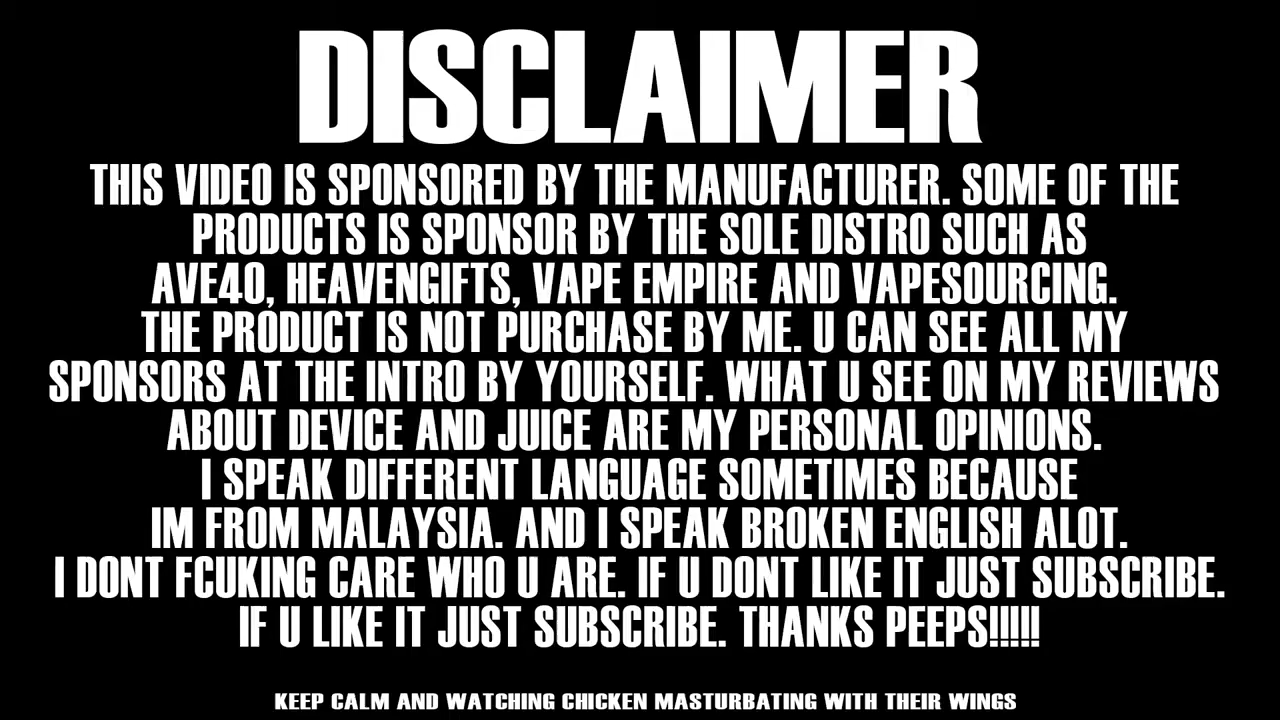 DISCLAIMER
THIS VIDEO IS SPONSORED BY THE MANUFACTURER. SOME OF THE
PRODUCTS IS SPONSOR BY THE SOLE DISTRO SUCH AS
AVE40, HEAVENGIFTS, VAPE EMPIRE AND VAPESOURCING.
THE PRODUCT IS NOT PURCHASE BY ME. U CAN SEE ALL MY
SPONSORS AT THE INTRO BY YOURSELF. WHAT U SEE ON MY REVIEWS
ABOUT DEVICE AND JUICE ARE MY PERSONAL OPINIONS.
I SPEAK DIFFERENT LANGUAGE SOMETIMES BECAUSE
IM FROM MALAYSIA. AND I SPEAK BROKEN ENGLISH ALOT.
I DONT FCUKING CARE WHO U ARE. IF U DONT LIKE IT JUST SUBSCRIBE.
IF U LIKE IT JUST SUBSCRIBE. THANKS PEEPS!!!!!
KEEP CALM AND WATCHING CHICKEN MASTURBATING WITH THEIR WINGS